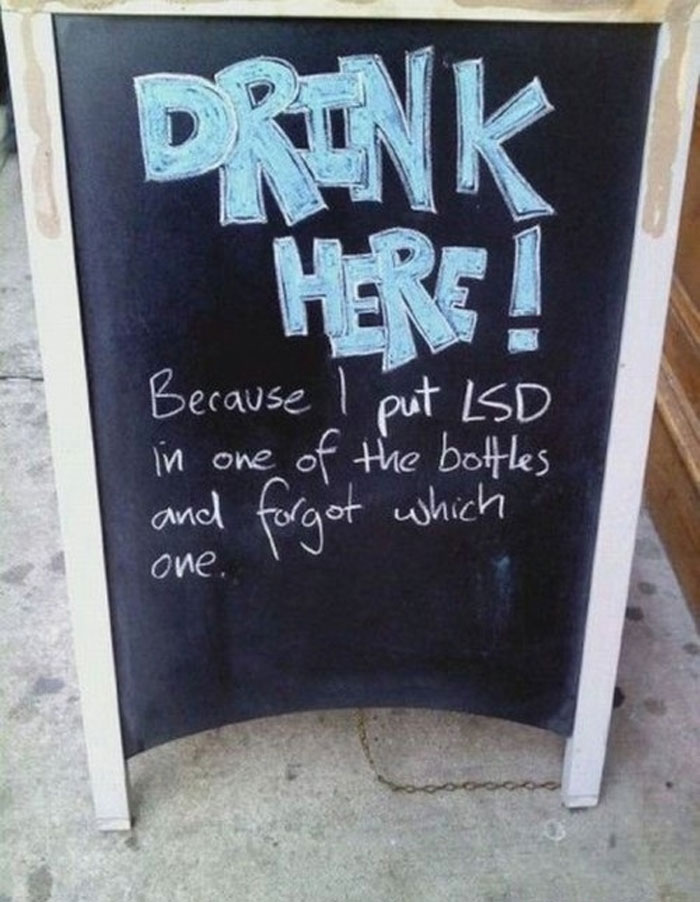 DRINK
HERE!
Because I put LSD
in one of the bottles
and forgot which
one.